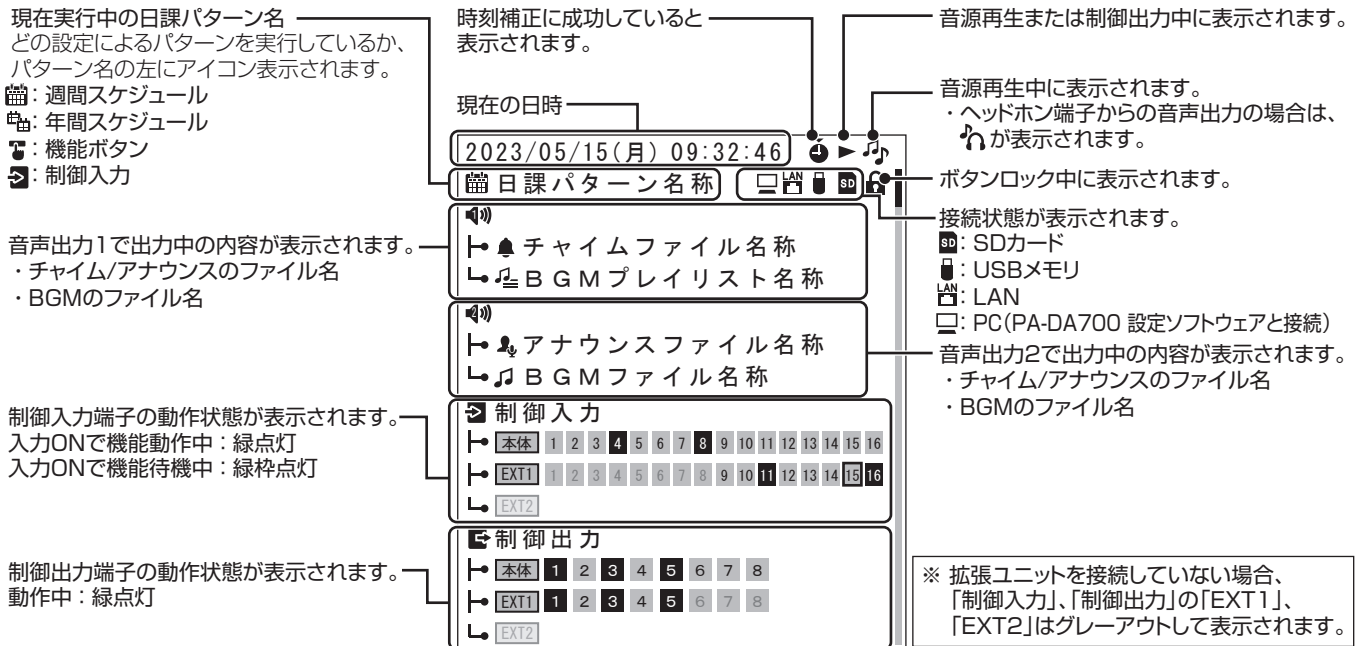 現在実行中の日課パターン名
どの設定によるパターンを実行しているか、
パターン名の左にアイコン表示されます。
：週間スケジュール
：年間スケジュール
：機能ボタン
：制御入力
時刻補正に成功していると
表示されます。
現在の日時
音源再生または制御出力中に表示されます。
音源再生中に表示されます。
・ヘッドホン端子からの音声出力の場合は、
が表示されます。
ボタンロック中に表示されます。
接続状態が表示されます。
SD：SDカード
：USBメモリ
LAN：LAN
：PC（PA-DA700 設定ソフトウェアと接続）
2023/05/15(月) 09:32:46
日課パターン名称
LAN SD
音声出力1で出力中の内容が表示されます。
・チャイム/アナウンスのファイル名
・BGMのファイル名
1
チャイムファイル名称
BGMプレイリスト名称
2
アナウンスファイル名称
BGMファイル名称
音声出力2で出力中の内容が表示されます。
・チャイム/アナウンスのファイル名
・BGMのファイル名
制御入力端子の動作状態が表示されます。
入力ONで機能動作中：緑点灯
入力ONで機能待機中：緑枠点灯
制御入力
本体 1 2 3 4 5 6 7 8 9 10 11 12 13 14 15 16
EXT1 1 2 3 4 5 6 7 8 9 10 11 12 13 14 15 16
EXT2
制御出力端子の動作状態が表示されます。
動作中：緑点灯
制御出力
本体 1 2 3 4 5 6 7 8
EXT1 1 2 3 4 5 6 7 8
EXT2
※ 拡張ユニットを接続していない場合、
「制御入力」、「制御出力」の「EXT1」、
「EXT2」はグレーアウトして表示されます。